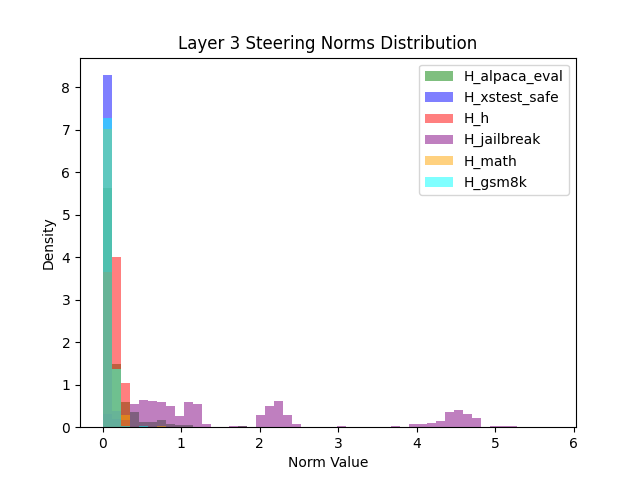 Layer 3 Steering Norms Distribution
H_alpaca_eval
H_xstest_safe
H_h
H_jailbreak
H_math
H_gsm8k
8
7
6
5
4
3
2
1
0
Density
0 1 2 3 4 5 6
Norm Value